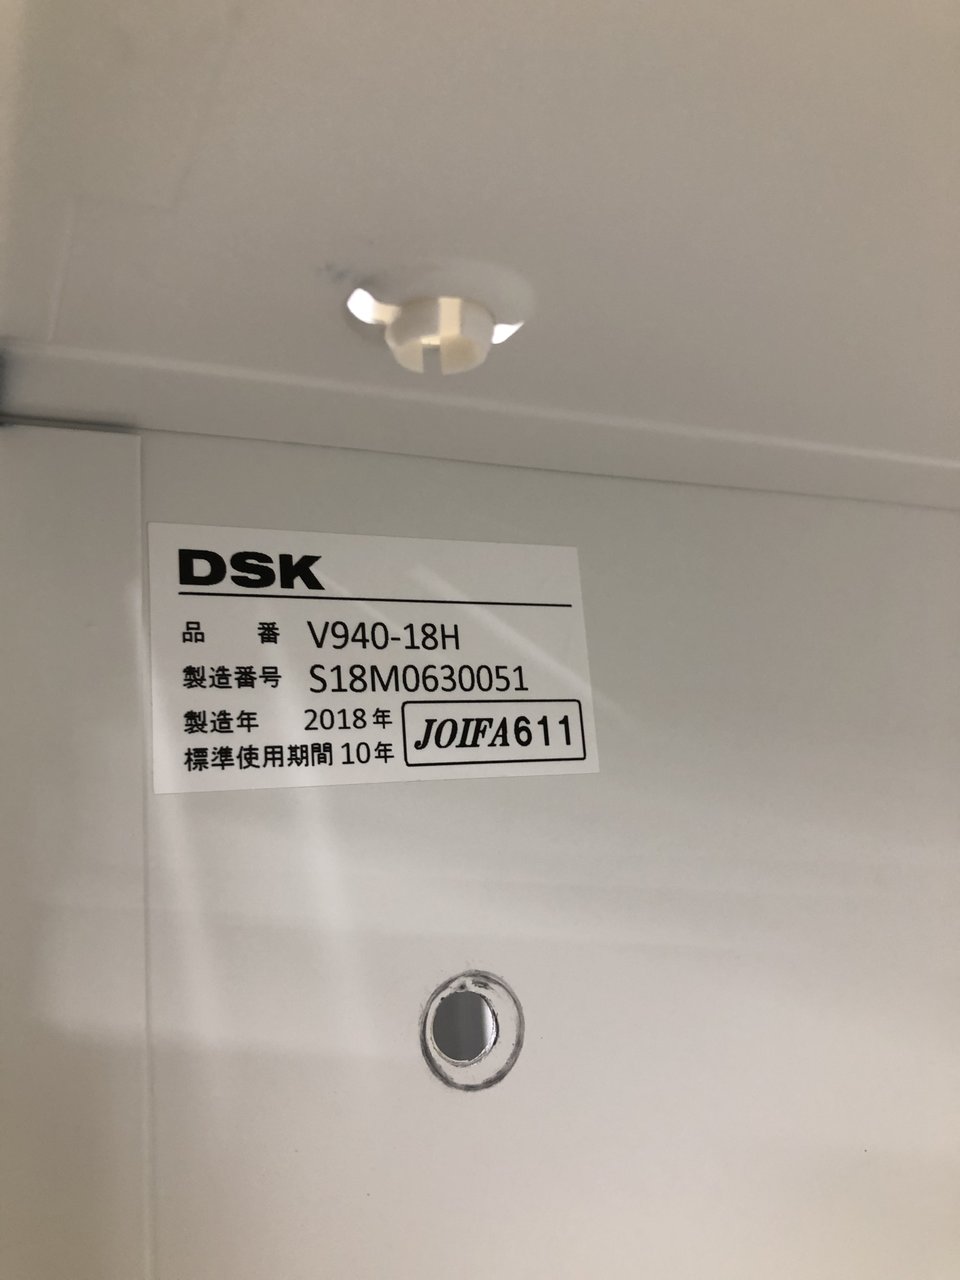 DSK
品　番 V940-18H
製造番号 S18M0630051
製造年 2018年
標準使用期間 10年
JOIFA611